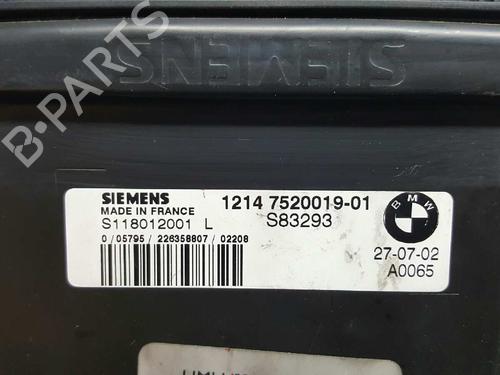 SIEMENS
B-PARTS
SIEMENS
MADE IN FRANCE
S118012001 L
1214 7520019-01
S83293
0 / 05795 / 226358807 / 02208
BMW
27-07-02
A0065